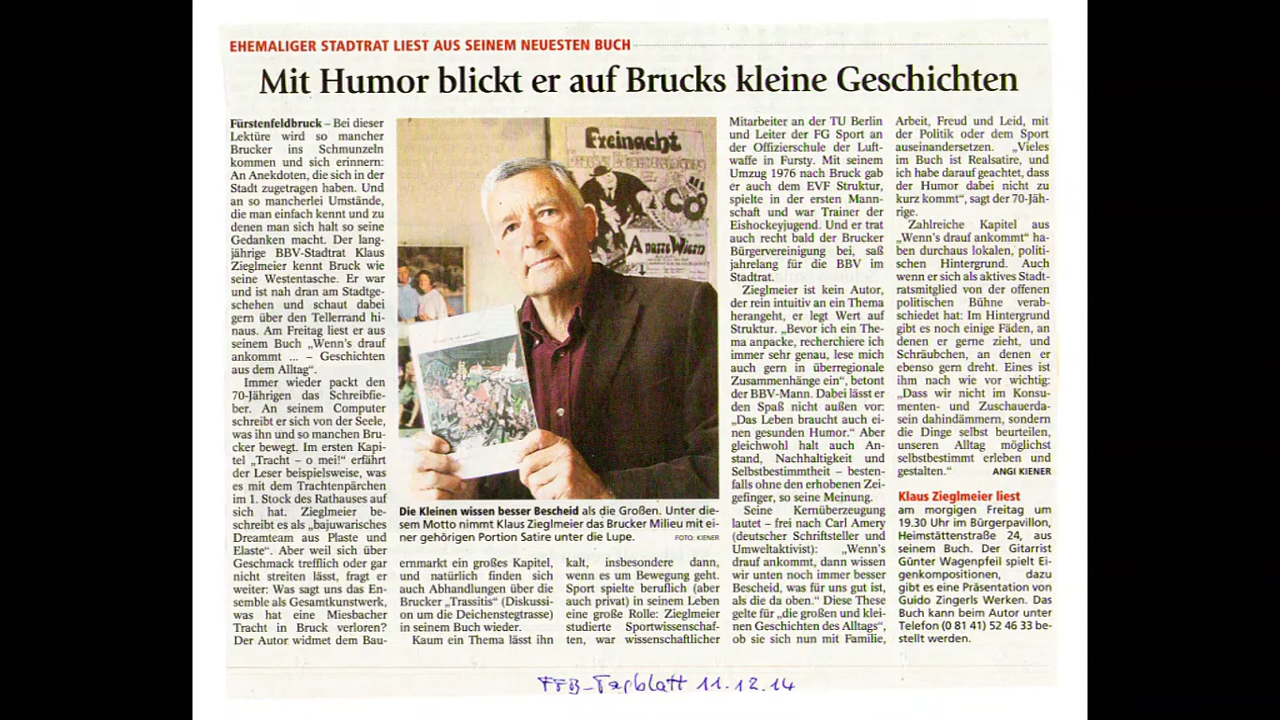 EHEMALIGER STADTRAT LIEST AUS SEINEM NEUESTEN BUCH
Mit Humor blickt er auf Brucks kleine Geschichten
Fürstenfeldbruck – Bei dieser
Lektüre wird so mancher
Brucker ins Schmunzeln
kommen und sich erinnern:
An Anekdoten, die sich in der
Stadt zugetragen haben. Und
an so mancherlei Umstände,
die man einfach kennt und zu
denen man sich halt so seine
Gedanken macht. Der lang-
jährige BBV-Stadtrat Klaus
Zieglmeier kennt Bruck wie
seine Westentasche. Er war
und ist nah dran am Stadtge-
schehen und schaut dabei
gern über den Tellerrand hi-
naus. Am Freitag liest er aus
seinem Buch „Wenn's drauf
ankommt ... – Geschichten
aus dem Alltag“.
Immer wieder packt den
70-Jährigen das Schreibfie-
ber. An seinem Computer
schreibt er sich von der Seele,
was ihn und so manchen Bru-
cker bewegt. Im ersten Kapi-
tel „Tracht – o mei!“ erfährt
der Leser beispielsweise, was
es mit dem Trachtenpärchen
im 1. Stock des Rathauses auf
sich hat. Zieglmeier be-
schreibt es als „bajuwarisches
Dreamteam aus Plaste und
Elaste“. Aber weil sich über
Geschmack trefflich oder gar
nicht streiten lässt, fragt er
weiter: Was sagt uns das En-
semble als Gesamtkunstwerk,
was hat eine Miesbacher
Tracht in Bruck verloren?
Der Autor widmet dem Bau-
Freinacht
& CO
Amperwiesn
Die Kleinen wissen besser Bescheid als die Großen. Unter die-
sem Motto nimmt Klaus Zieglmeier das Brucker Milieu mit ei-
ner gehörigen Portion Satire unter die Lupe. FOTO: KIENER
ernmarkt ein großes Kapitel,
und natürlich finden sich
auch Abhandlungen über die
Brucker „Trassitis“ (Diskussi-
on um die Deichenstegtrasse)
in seinem Buch wieder.
Kaum ein Thema lässt ihn
kalt, insbesondere dann,
wenn es um Bewegung geht.
Sport spielte beruflich (aber
auch privat) in seinem Leben
eine große Rolle: Zieglmeier
studierte Sportwissenschaf-
ten, war wissenschaftlicher
Mitarbeiter an der TU Berlin
und Leiter der FG Sport an
der Offizierschule der Luft-
waffe in Fursty. Mit seinem
Umzug 1976 nach Bruck gab
er auch dem EVF Struktur,
spielte in der ersten Mann-
schaft und war Trainer der
Eishockeyjugend. Und er trat
auch recht bald der Brucker
Bürgervereinigung bei, saß
jahrelang für die BBV im
Stadtrat.
Zieglmeier ist kein Autor,
der rein intuitiv an ein Thema
herangeht, er legt Wert auf
Struktur. „Bevor ich ein The-
ma anpacke, recherchiere ich
immer sehr genau, lese mich
auch gern in überregionale
Zusammenhänge ein“, betont
der BBV-Mann. Dabei lässt er
den Spaß nicht außen vor:
„Das Leben braucht auch ei-
nen gesunden Humor.“ Aber
gleichwohl halt auch An-
stand, Nachhaltigkeit und
Selbstbestimmtheit – besten-
falls ohne den erhobenen Zei-
gefinger, so seine Meinung.
Seine Kernüberzeugung
lautet – frei nach Carl Amery
(deutscher Schriftsteller und
Umweltaktivist): „Wenn's
drauf ankommt, dann wissen
wir unten noch immer besser
Bescheid, was für uns gut ist,
als die da oben.“ Diese These
gelte für „die großen und klei-
nen Geschichten des Alltags“,
ob sie sich nun mit Familie,
Arbeit, Freud und Leid, mit
der Politik oder dem Sport
auseinandersetzen. „Vieles
im Buch ist Realsatire, und
ich habe darauf geachtet, dass
der Humor dabei nicht zu
kurz kommt“, sagt der 70-Jäh-
rige.
Zahlreiche Kapitel aus
„Wenn's drauf ankommt“ ha-
ben durchaus lokalen, politi-
schen Hintergrund. Auch
wenn er sich als aktives Stadt-
ratsmitglied von der offenen
politischen Bühne verab-
schiedet hat: Im Hintergrund
gibt es noch einige Fäden, an
denen er gerne zieht, und
Schräubchen, an denen er
ebenso gern dreht. Eines ist
ihm nach wie vor wichtig:
„Dass wir nicht im Konsu-
menten- und Zuschauerda-
sein dahindämmern, sondern
die Dinge selbst beurteilen,
unseren Alltag möglichst
selbstbestimmt erleben und
gestalten.“ ANGI KIENER
Klaus Zieglmeier liest
am morgigen Freitag um
19.30 Uhr im Bürgerpavillon,
Heimstättenstraße 24, aus
seinem Buch. Der Gitarrist
Günter Wagenpfeil spielt Ei-
genkompositionen, dazu
gibt es eine Präsentation von
Guido Zingerls Werken. Das
Buch kann beim Autor unter
Telefon (0 81 41) 52 46 33 be-
stellt werden.
FFB-Tagblatt 11.12.14